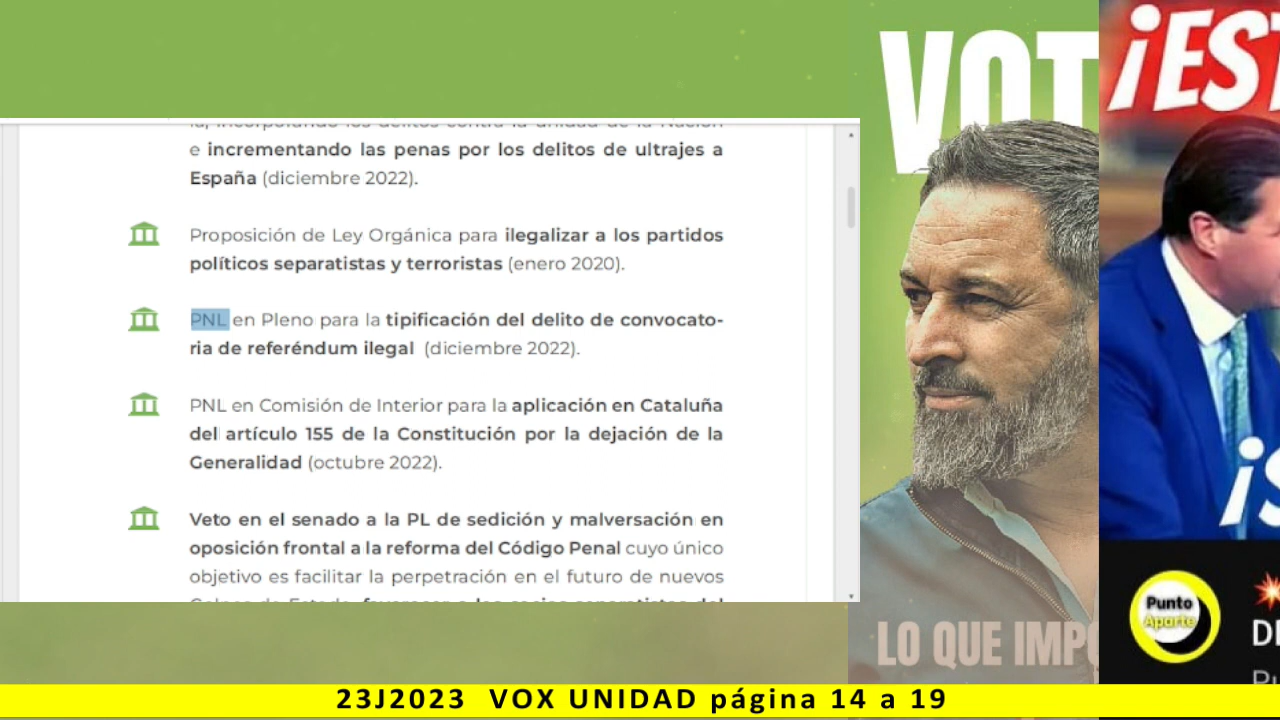 e incrementando las penas por los delitos de ultrajes a
España (diciembre 2022).
Proposición de Ley Orgánica para ilegalizar a los partidos
políticos separatistas y terroristas (enero 2020).
PNL en Pleno para la tipificación del delito de convocato-
ria de referéndum ilegal (diciembre 2022).
PNL en Comisión de Interior para la aplicación en Cataluña
del artículo 155 de la Constitución por la dejación de la
Generalidad (octubre 2022).
Veto en el senado a la PL de sedición y malversación en
oposición frontal a la reforma del Código Penal cuyo único
objetivo es facilitar la perpetración en el futuro de nuevos
VOT
LO QUE IMPO
¡EST
¡S
Punto
Aparte
DE
23J2023 VOX UNIDAD página 14 a 19